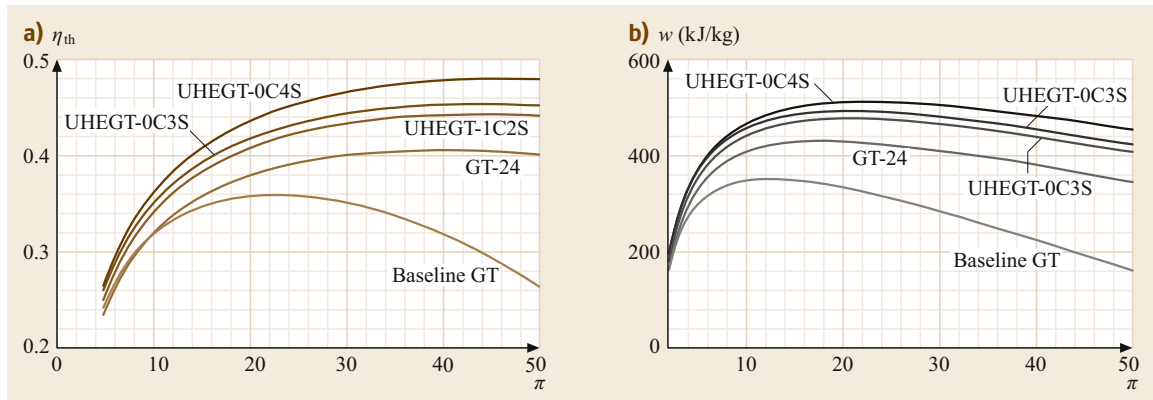 a) ηth
0.5
0.4
0.3
0.2
0
10
20
30
40
50
π
UHEGT-0C4S
UHEGT-0C3S
UHEGT-1C2S
GT-24
Baseline GT
b) w (kJ/kg)
600
400
200
0
10
20
30
40
50
π
UHEGT-0C4S
UHEGT-0C3S
GT-24
UHEGT-0C3S
Baseline GT